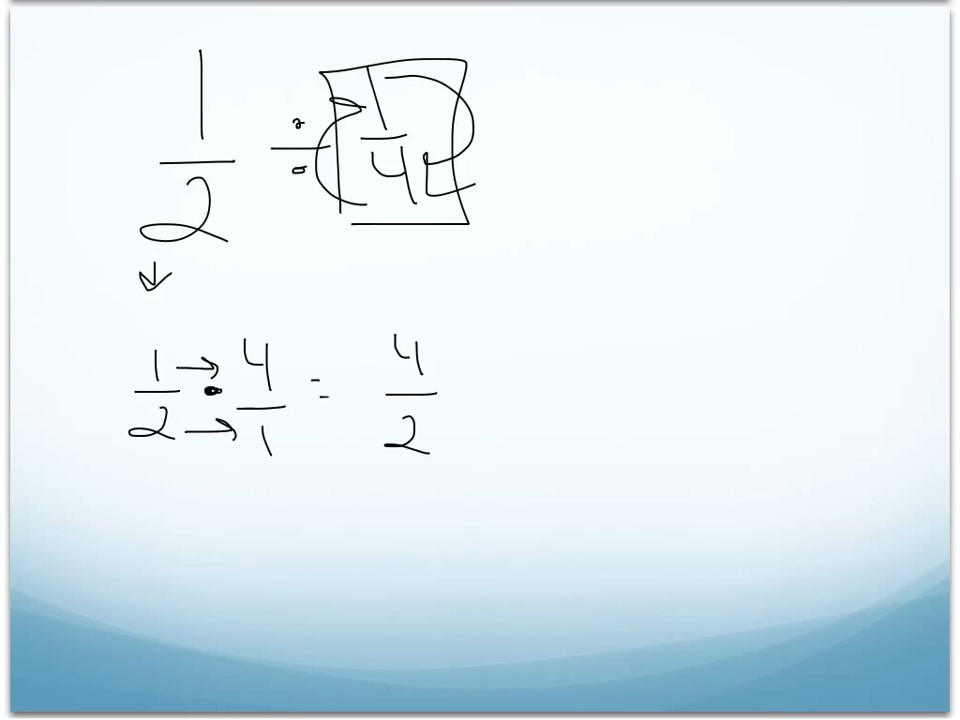 1/2 ÷ 1/4
↓
1/2 → • → 4/1 = 4/2